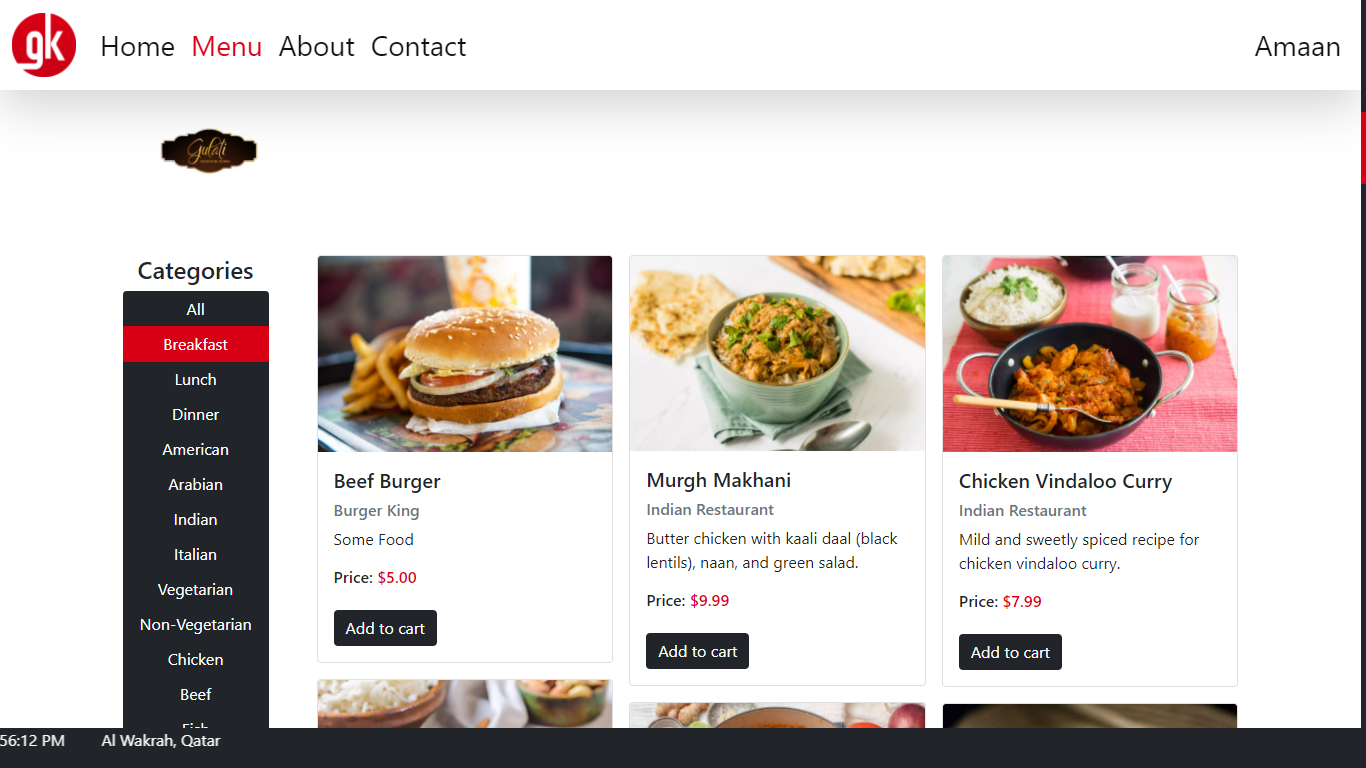 gk
Home
Menu
About
Contact
Amaan
Gulati
Categories
All
Breakfast
Lunch
Dinner
American
Arabian
Indian
Italian
Vegetarian
Non-Vegetarian
Chicken
Beef
Fish
Beef Burger
Burger King
Some Food
Price: $5.00
Add to cart
Murgh Makhani
Indian Restaurant
Butter chicken with kaali daal (black
lentils), naan, and green salad.
Price: $9.99
Add to cart
Chicken Vindaloo Curry
Indian Restaurant
Mild and sweetly spiced recipe for
chicken vindaloo curry.
Price: $7.99
Add to cart
56:12 PM
Al Wakrah, Qatar